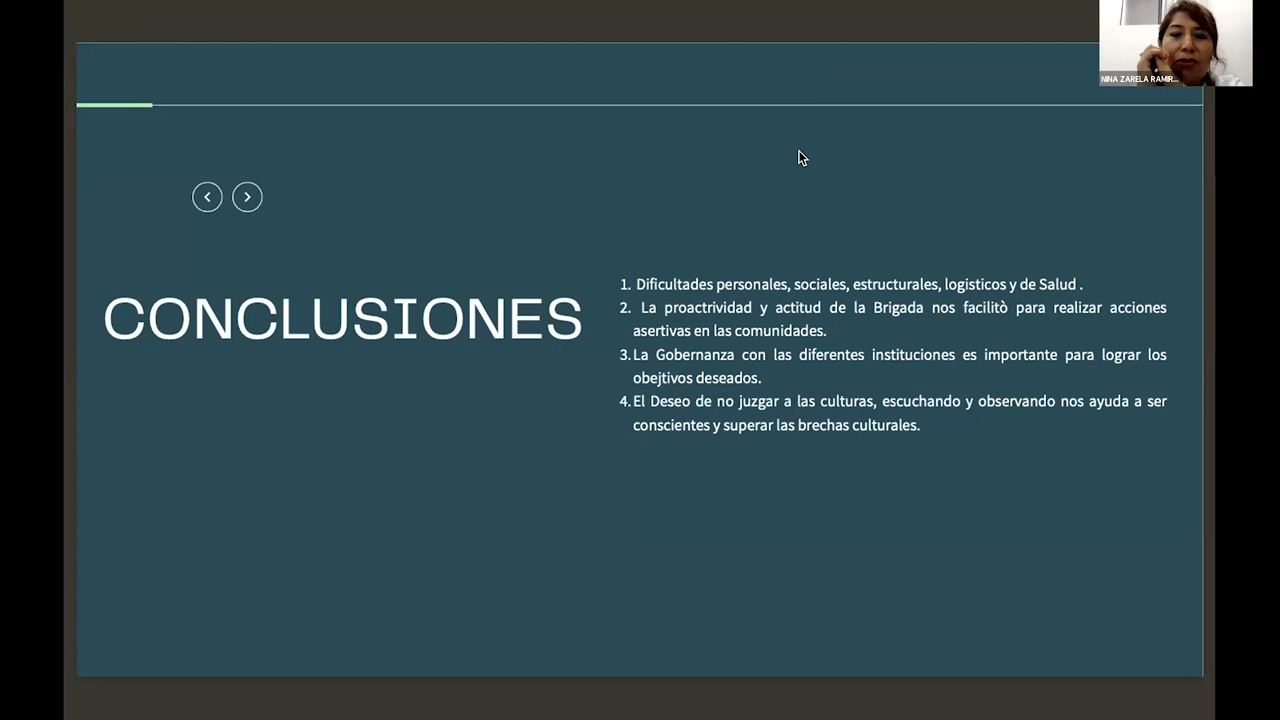 NINA ZARELA RAMIR...
CONCLUSIONES
1. Dificultades personales, sociales, estructurales, logisticos y de Salud .
2. La proactrividad y actitud de la Brigada nos facilitò para realizar acciones
asertivas en las comunidades.
3. La Gobernanza con las diferentes instituciones es importante para lograr los
obejtivos deseados.
4. El Deseo de no juzgar a las culturas, escuchando y observando nos ayuda a ser
conscientes y superar las brechas culturales.